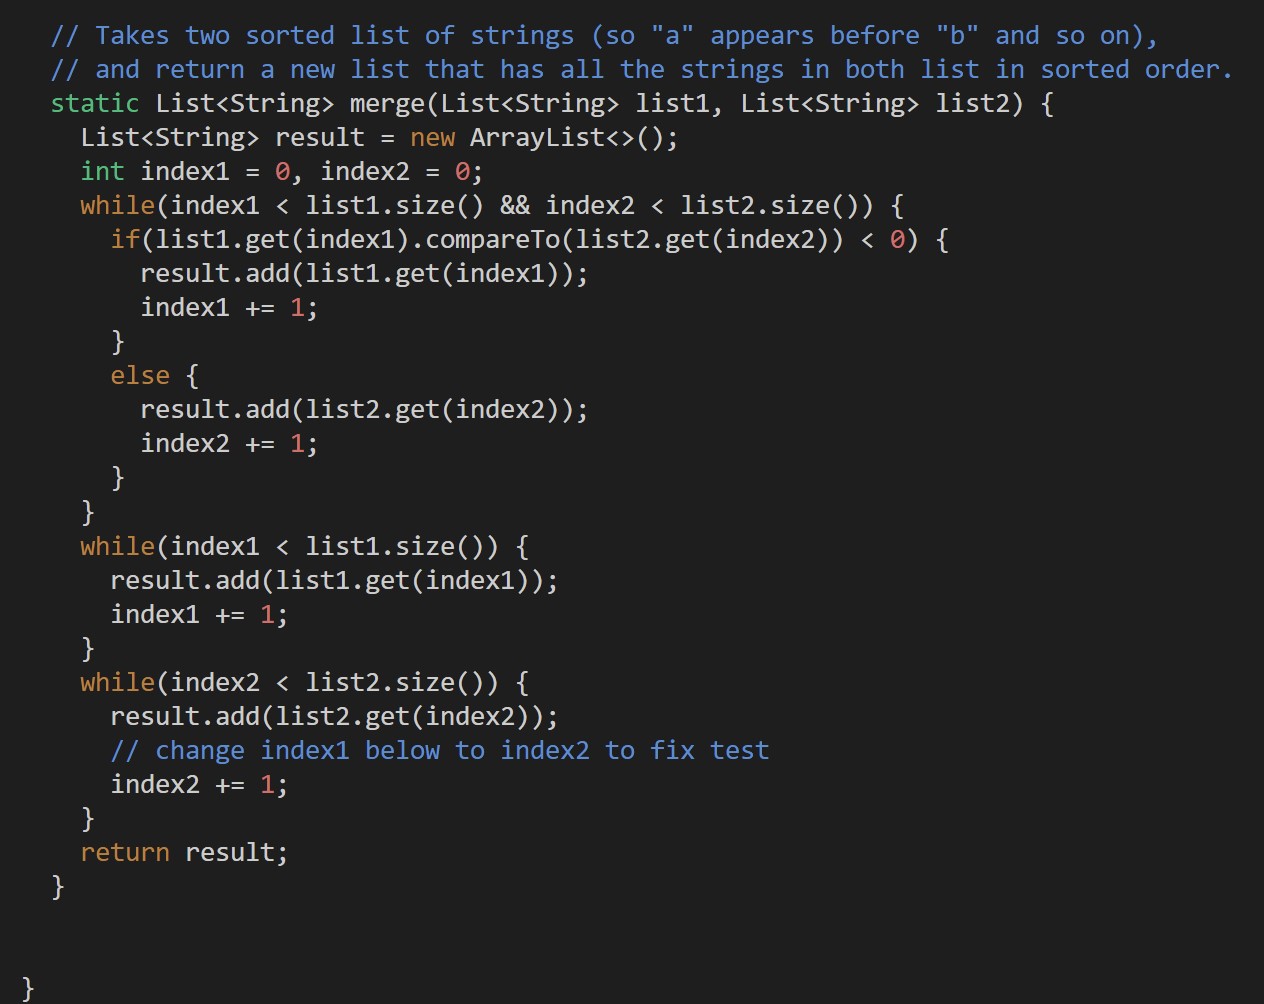 // Takes two sorted list of strings (so "a" appears before "b" and so on),
// and return a new list that has all the strings in both list in sorted order.
static List<String> merge(List<String> list1, List<String> list2) {
  List<String> result = new ArrayList<>();
  int index1 = 0, index2 = 0;
  while(index1 < list1.size() && index2 < list2.size()) {
    if(list1.get(index1).compareTo(list2.get(index2)) < 0) {
      result.add(list1.get(index1));
      index1 += 1;
    }
    else {
      result.add(list2.get(index2));
      index2 += 1;
    }
  }
  while(index1 < list1.size()) {
    result.add(list1.get(index1));
    index1 += 1;
  }
  while(index2 < list2.size()) {
    result.add(list2.get(index2));
    // change index1 below to index2 to fix test
    index2 += 1;
  }
  return result;
}
}